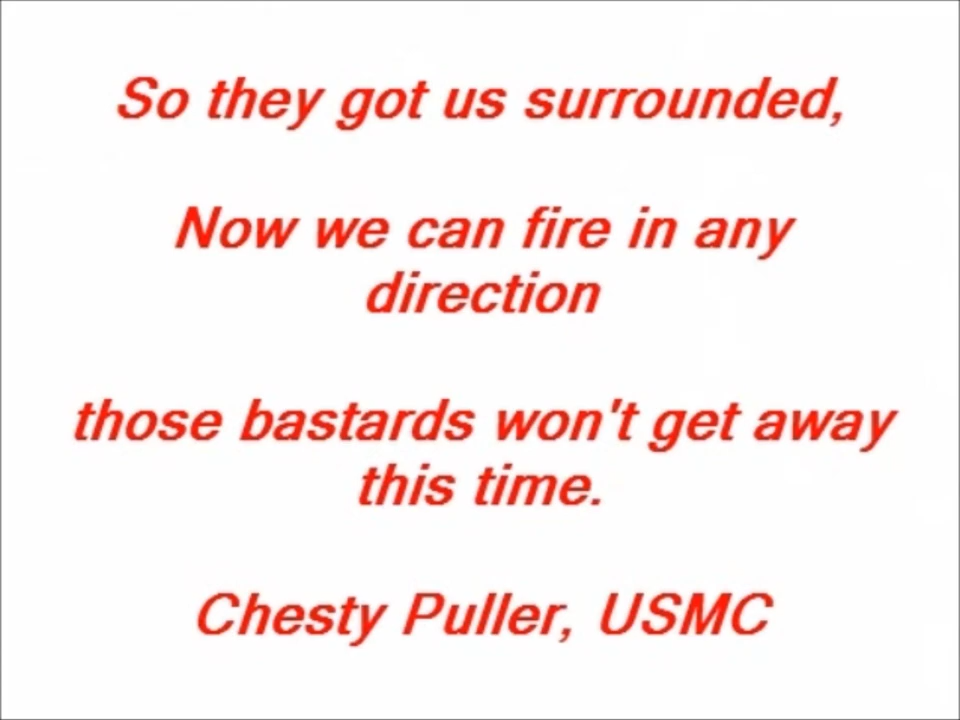 So they got us surrounded,
Now we can fire in any
direction
those bastards won't get away
this time.
Chesty Puller, USMC